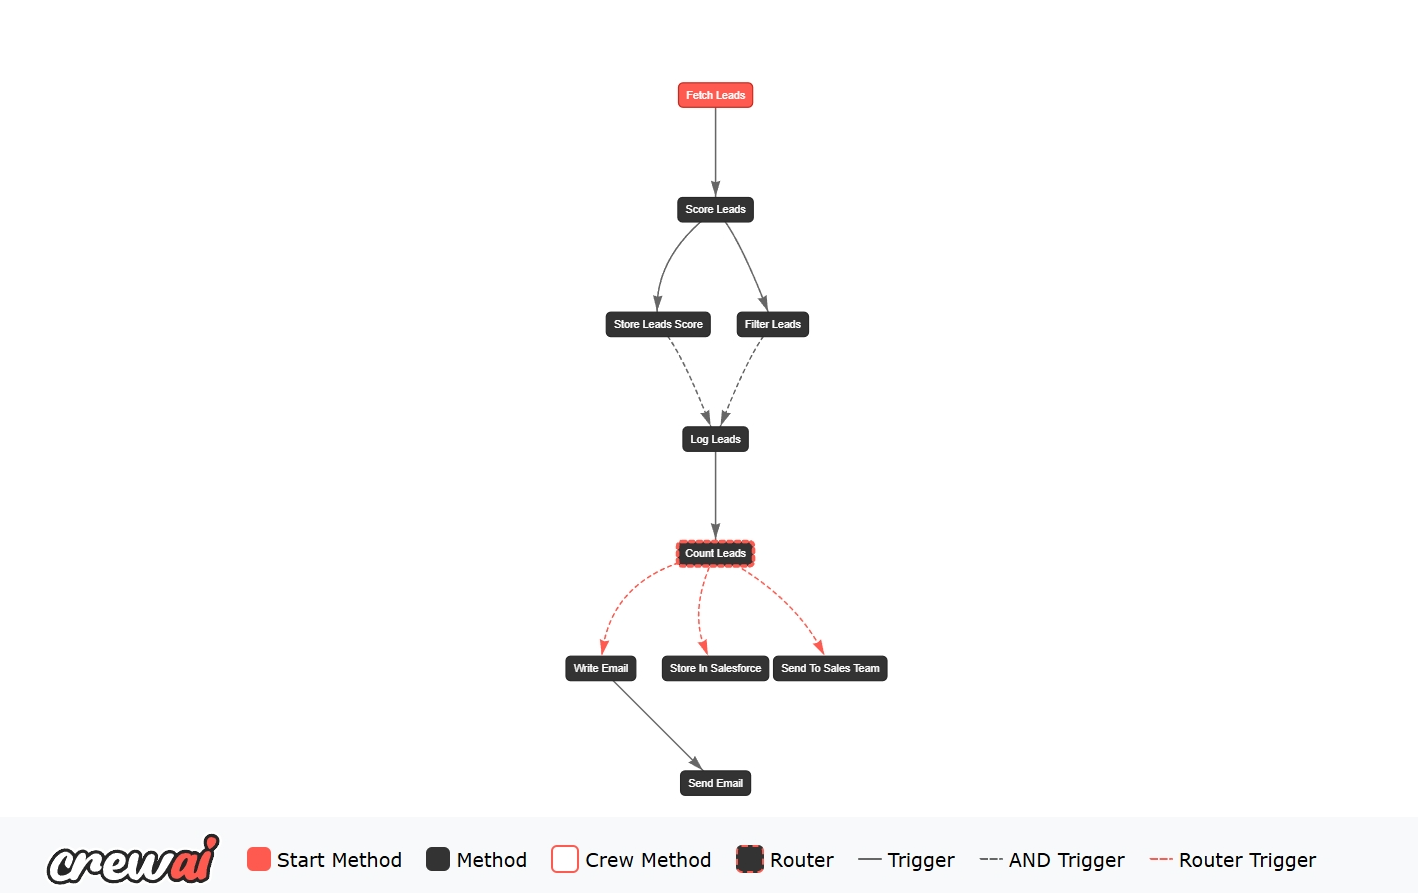 Fetch Leads
Score Leads
Store Leads Score
Filter Leads
Log Leads
Count Leads
Write Email
Store In Salesforce
Send To Sales Team
Send Email
crewai
Start Method
Method
Crew Method
Router
Trigger
AND Trigger
Router Trigger